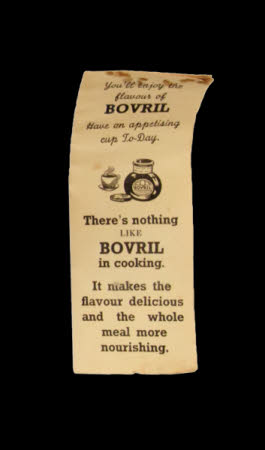 You'll enjoy the
flavour of
BOVRIL
Have an appetising
cup To-Day.
BOVRIL
There's nothing
LIKE
BOVRIL
in cooking.
It makes the
flavour delicious
and the whole
meal more
nourishing.